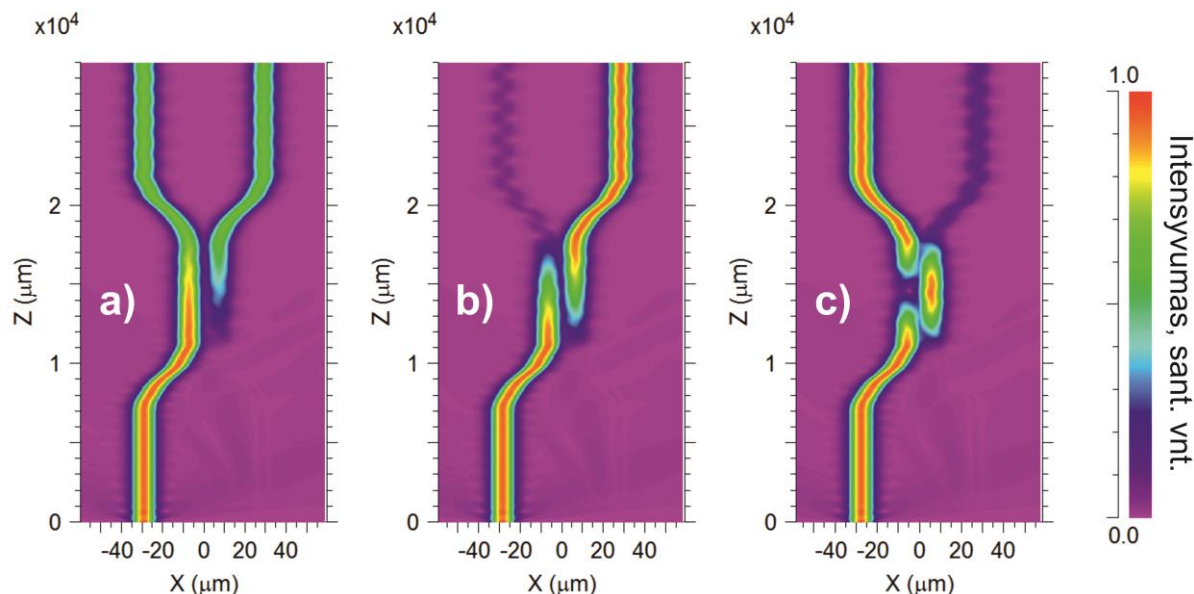 x10⁴ x10⁴ x10⁴
1.0
2 2 2
a) b) c)
Z (μm) Z (μm) Z (μm)
Intensyvumas, sant. vnt.
1 1 1
0 0 0
0.0
-40 -20 0 20 40 -40 -20 0 20 40 -40 -20 0 20 40
X (μm) X (μm) X (μm)